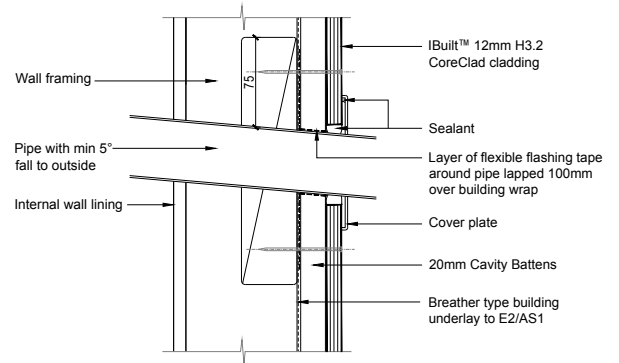 Wall framing
Pipe with min 5°
fall to outside
Internal wall lining
75
IBuilt™ 12mm H3.2
CoreClad cladding
Sealant
Layer of flexible flashing tape
around pipe lapped 100mm
over building wrap
Cover plate
20mm Cavity Battens
Breather type building
underlay to E2/AS1